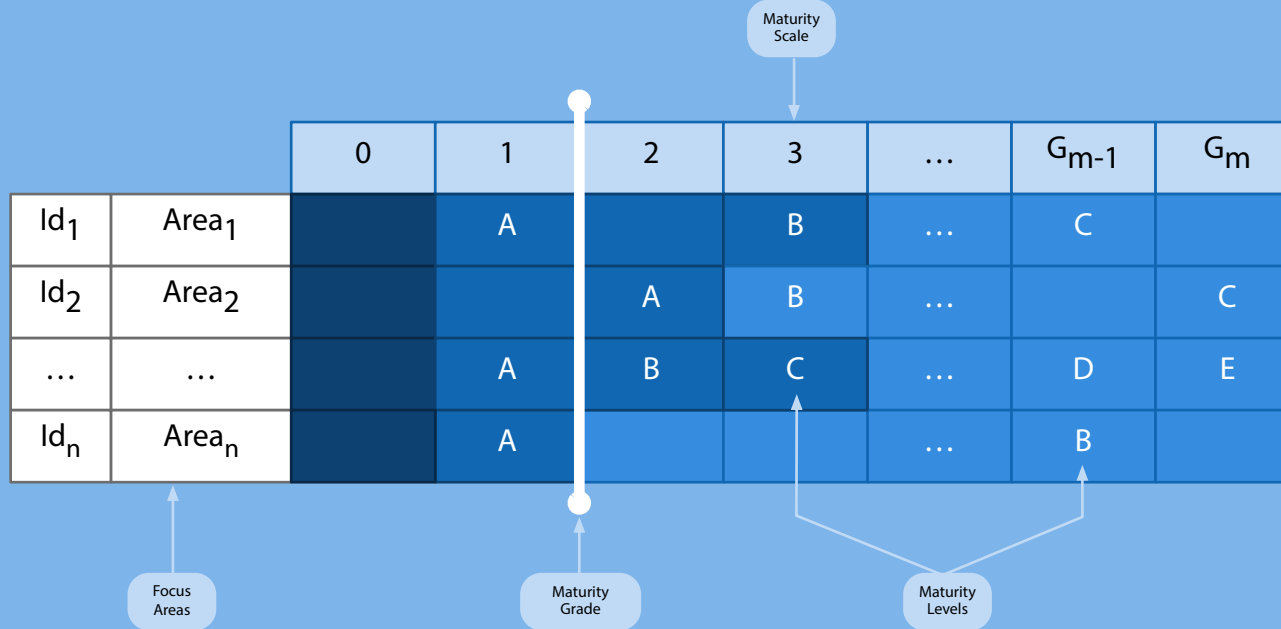 Maturity
Scale
0 1 2 3 … Gm-1 Gm
Id1 Area1 A B … C
Id2 Area2 A B … C
… … A B C … D E
Idn Arean A … B
Focus
Areas
Maturity
Grade
Maturity
Levels